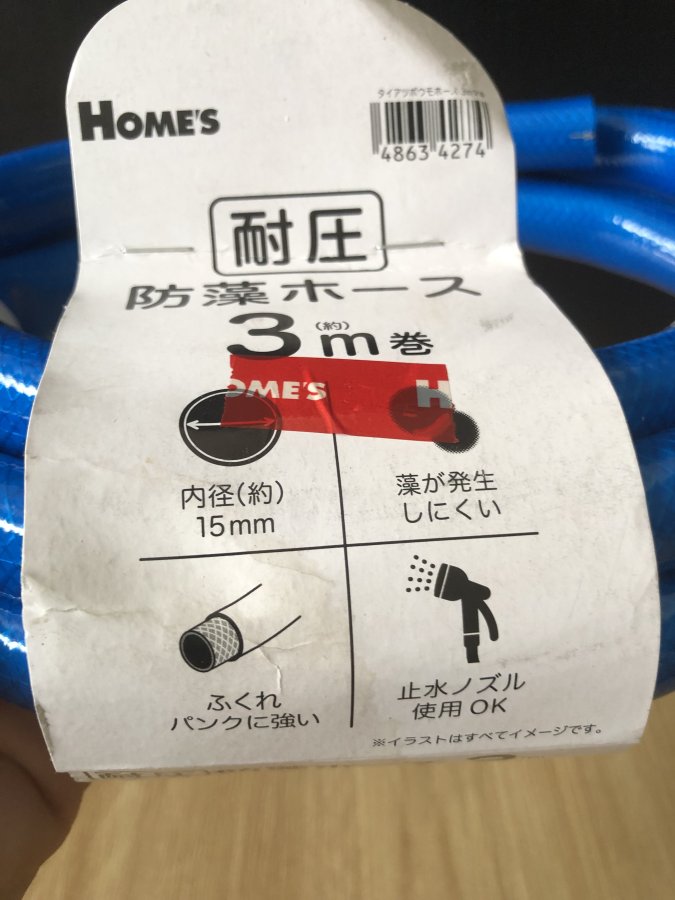 HOME'S
タイアツボウモホース
4863 4274
耐圧
防藻ホース
(約)
3m巻
HOME'S H
内径(約)
15mm
藻が発生
しにくい
ふくれ
パンクに強い
止水ノズル
使用OK
※イラストはすべてイメージです。